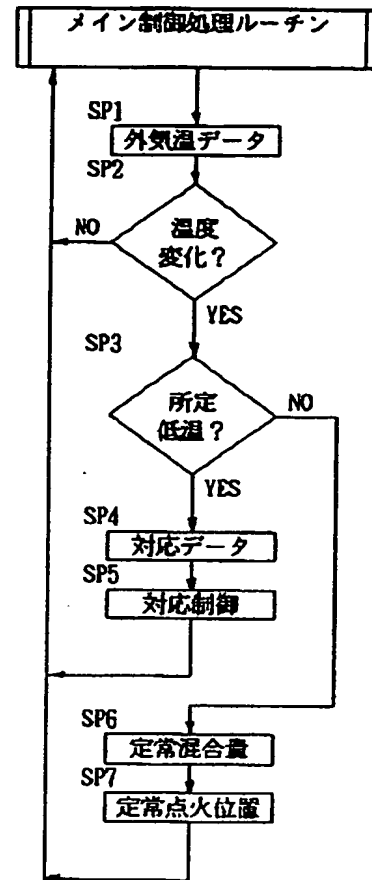 メイン制御処理ルーチン
SP1
外気温データ
SP2
温度
変化?
NO
YES
SP3
所定
低温?
NO
YES
SP4
対応データ
SP5
対応制御
SP6
定常混合量
SP7
定常点火位置